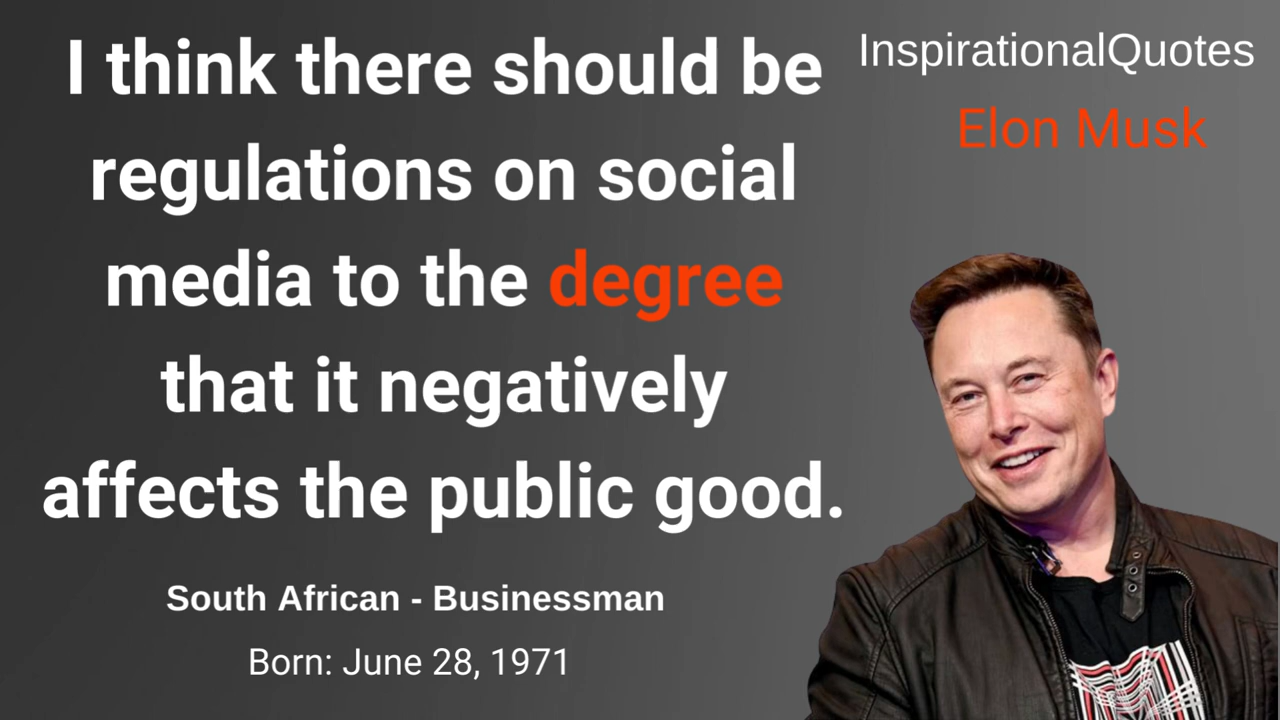 I think there should be
regulations on social
media to the degree
that it negatively
affects the public good.
South African - Businessman
Born: June 28, 1971
InspirationalQuotes
Elon Musk